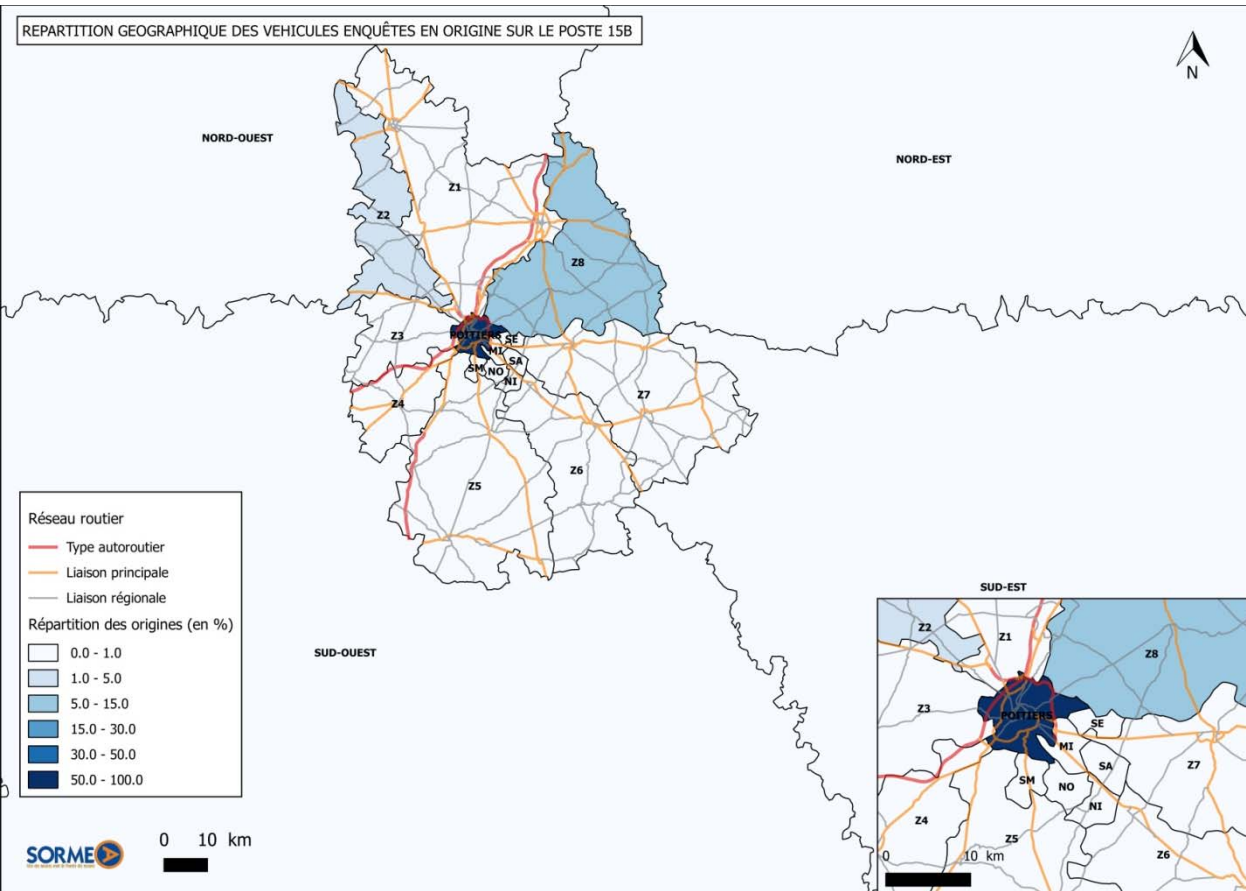 REPARTITION GEOGRAPHIQUE DES VEHICULES ENQUÊTES EN ORIGINE SUR LE POSTE 15B
N
NORD-OUEST
NORD-EST
Z1
Z2
Z8
Z3
POITIERS
SE
MI
SA
SM
NO
NI
Z4
Z7
Z5
Z6
SUD-OUEST
SUD-EST
Réseau routier
Type autoroutier
Liaison principale
Liaison régionale
Répartition des origines (en %)
0.0 - 1.0
1.0 - 5.0
5.0 - 15.0
15.0 - 30.0
30.0 - 50.0
50.0 - 100.0
SORMEA
0 10 km
Z2
Z1
Z8
Z3
POITIERS
SE
MI
SA
Z7
SM
NO
NI
Z4
Z5
Z6
0 10 km